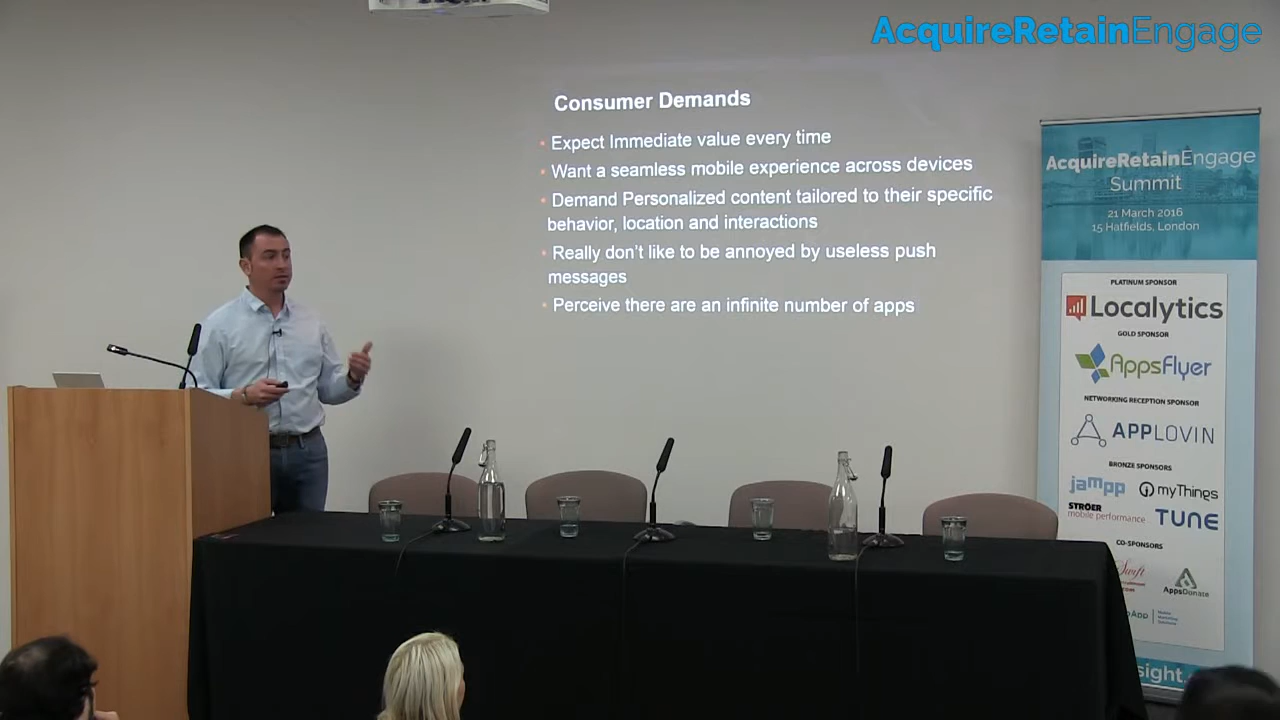 AcquireRetainEngage
Consumer Demands
Expect Immediate value every time
Want a seamless mobile experience across devices
Demand Personalized content tailored to their specific
behavior, location and interactions
Really don't like to be annoyed by useless push
messages
Perceive there are an infinite number of apps
AcquireRetainEngage
Summit
21 March 2016
15 Hatfields, London
PLATINUM SPONSOR
Localytics
GOLD SPONSOR
AppsFlyer
NETWORKING RECEPTION SPONSOR
APPLOVIN
BRONZE SPONSORS
jampp
myThings
STRÖER
mobile performance
TUNE
CO-SPONSORS
Swift
AppsDonate
sight.